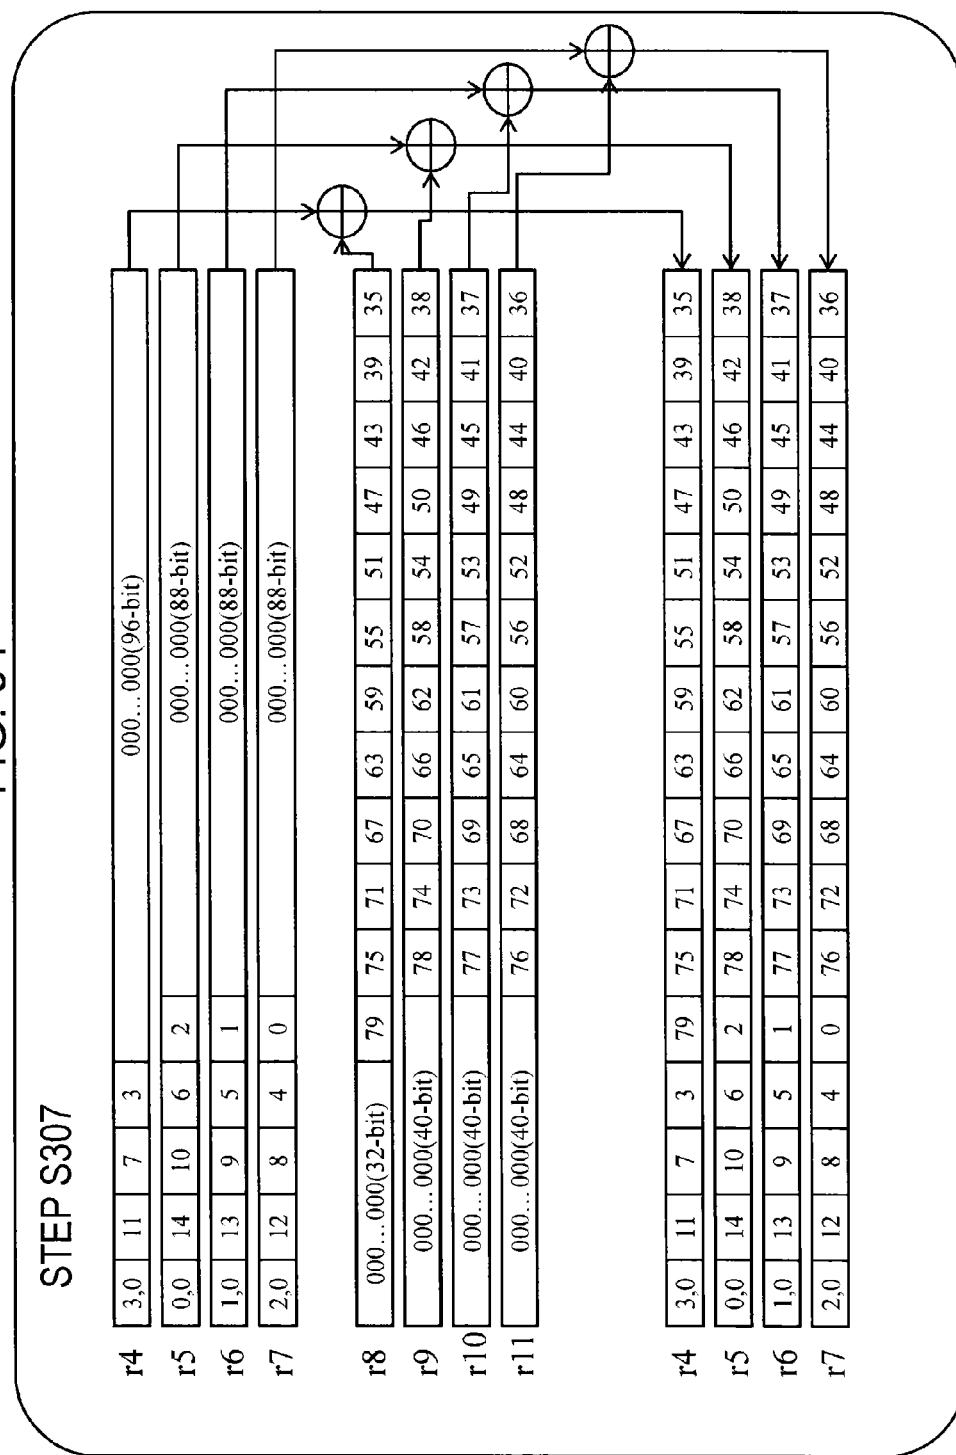 STEP S307
r4 3,0 11 7 3 000...000(96-bit)
r5 0,0 14 10 6 2 000...000(88-bit)
r6 1,0 13 9 5 1 000...000(88-bit)
r7 2,0 12 8 4 0 000...000(88-bit)
r8 000...000(32-bit) 79 75 71 67 63 59 55 51 47 43 39 35
r9 000...000(40-bit) 78 74 70 66 62 58 54 50 46 42 38
r10 000...000(40-bit) 77 73 69 65 61 57 53 49 45 41 37
r11 000...000(40-bit) 76 72 68 64 60 56 52 48 44 40 36
r4 3,0 11 7 3 79 75 71 67 63 59 55 51 47 43 39 35
r5 0,0 14 10 6 2 78 74 70 66 62 58 54 50 46 42 38
r6 1,0 13 9 5 1 77 73 69 65 61 57 53 49 45 41 37
r7 2,0 12 8 4 0 76 72 68 64 60 56 52 48 44 40 36